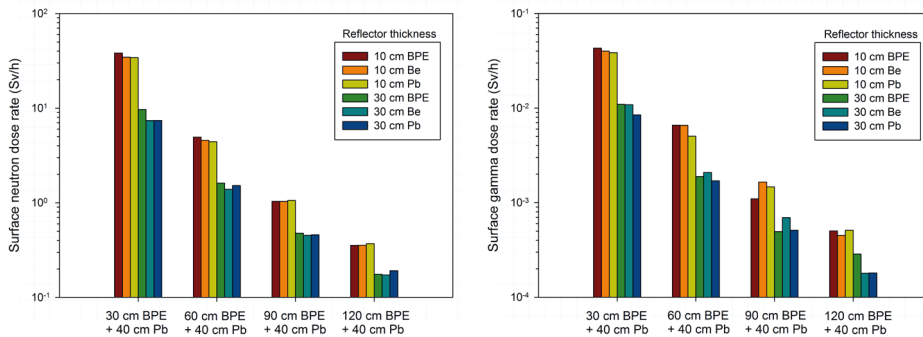 10²
10¹
10⁰
10⁻¹
Surface neutron dose rate (Sv/h)
Reflector thickness
10 cm BPE
10 cm Be
10 cm Pb
30 cm BPE
30 cm Be
30 cm Pb
30 cm BPE
+ 40 cm Pb
60 cm BPE
+ 40 cm Pb
90 cm BPE
+ 40 cm Pb
120 cm BPE
+ 40 cm Pb
10⁻¹
10⁻²
10⁻³
10⁻⁴
Surface gamma dose rate (Sv/h)
Reflector thickness
10 cm BPE
10 cm Be
10 cm Pb
30 cm BPE
30 cm Be
30 cm Pb
30 cm BPE
+ 40 cm Pb
60 cm BPE
+ 40 cm Pb
90 cm BPE
+ 40 cm Pb
120 cm BPE
+ 40 cm Pb